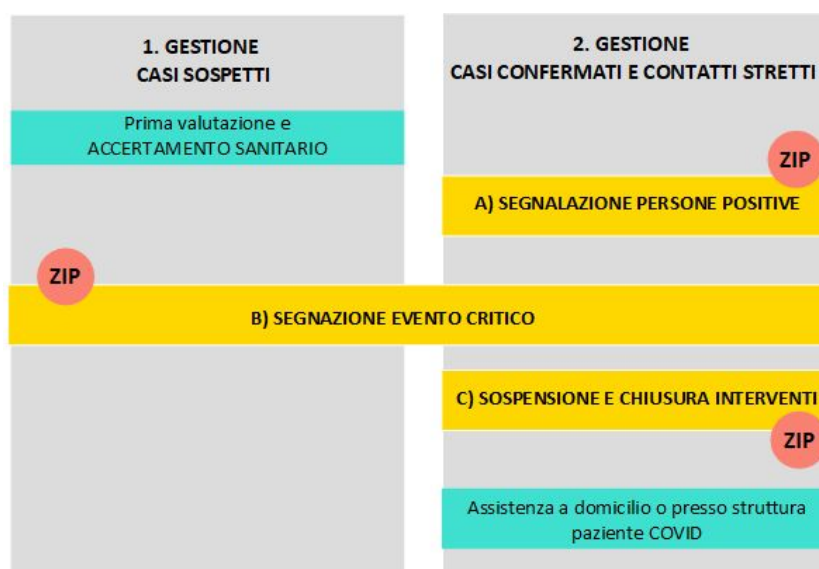 1. GESTIONE
CASI SOSPETTI
Prima valutazione e
ACCERTAMENTO SANITARIO
2. GESTIONE
CASI CONFERMATI E CONTATTI STRETTI
ZIP
A) SEGNALAZIONE PERSONE POSITIVE
ZIP
B) SEGNAZIONE EVENTO CRITICO
C) SOSPENSIONE E CHIUSURA INTERVENTI
ZIP
Assistenza a domicilio o presso struttura
paziente COVID